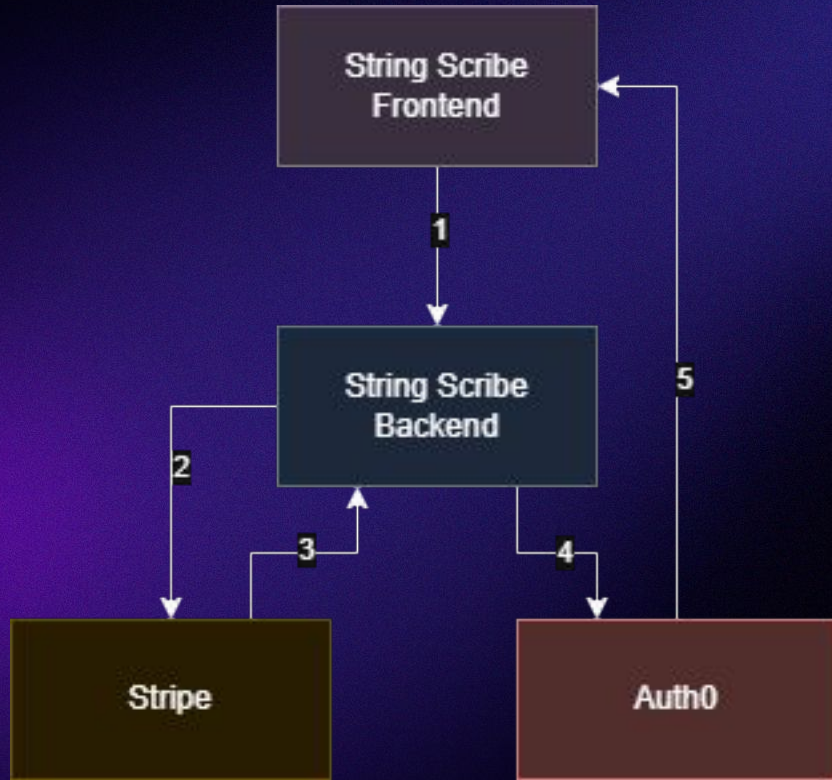 String Scribe
Frontend
1
String Scribe
Backend
5
2
3
4
Stripe
Auth0